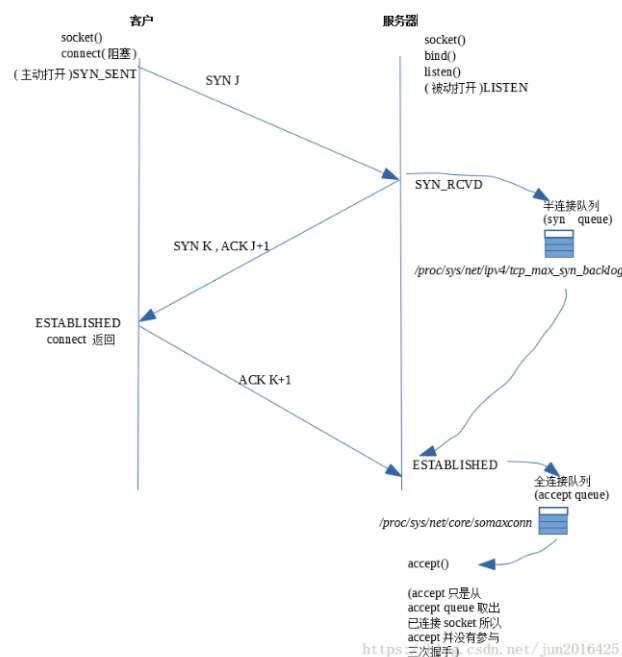 客户
服务器
socket()
connect( 阻塞 )
( 主动打开 )SYN_SENT
socket()
bind()
listen()
( 被动打开 )LISTEN
SYN J
SYN_RCVD
半连接队列
(syn queue)
SYN K , ACK J+1
/proc/sys/net/ipv4/tcp_max_syn_backlog
ESTABLISHED
connect 返回
ACK K+1
ESTABLISHED
全连接队列
(accept queue)
/proc/sys/net/core/somaxconn
accept()
(accept 只是从
accept queue 取出
已连接 socket 所以
accept 并没有参与
三次握手 )
https://blog.csdn.net/jun2016425